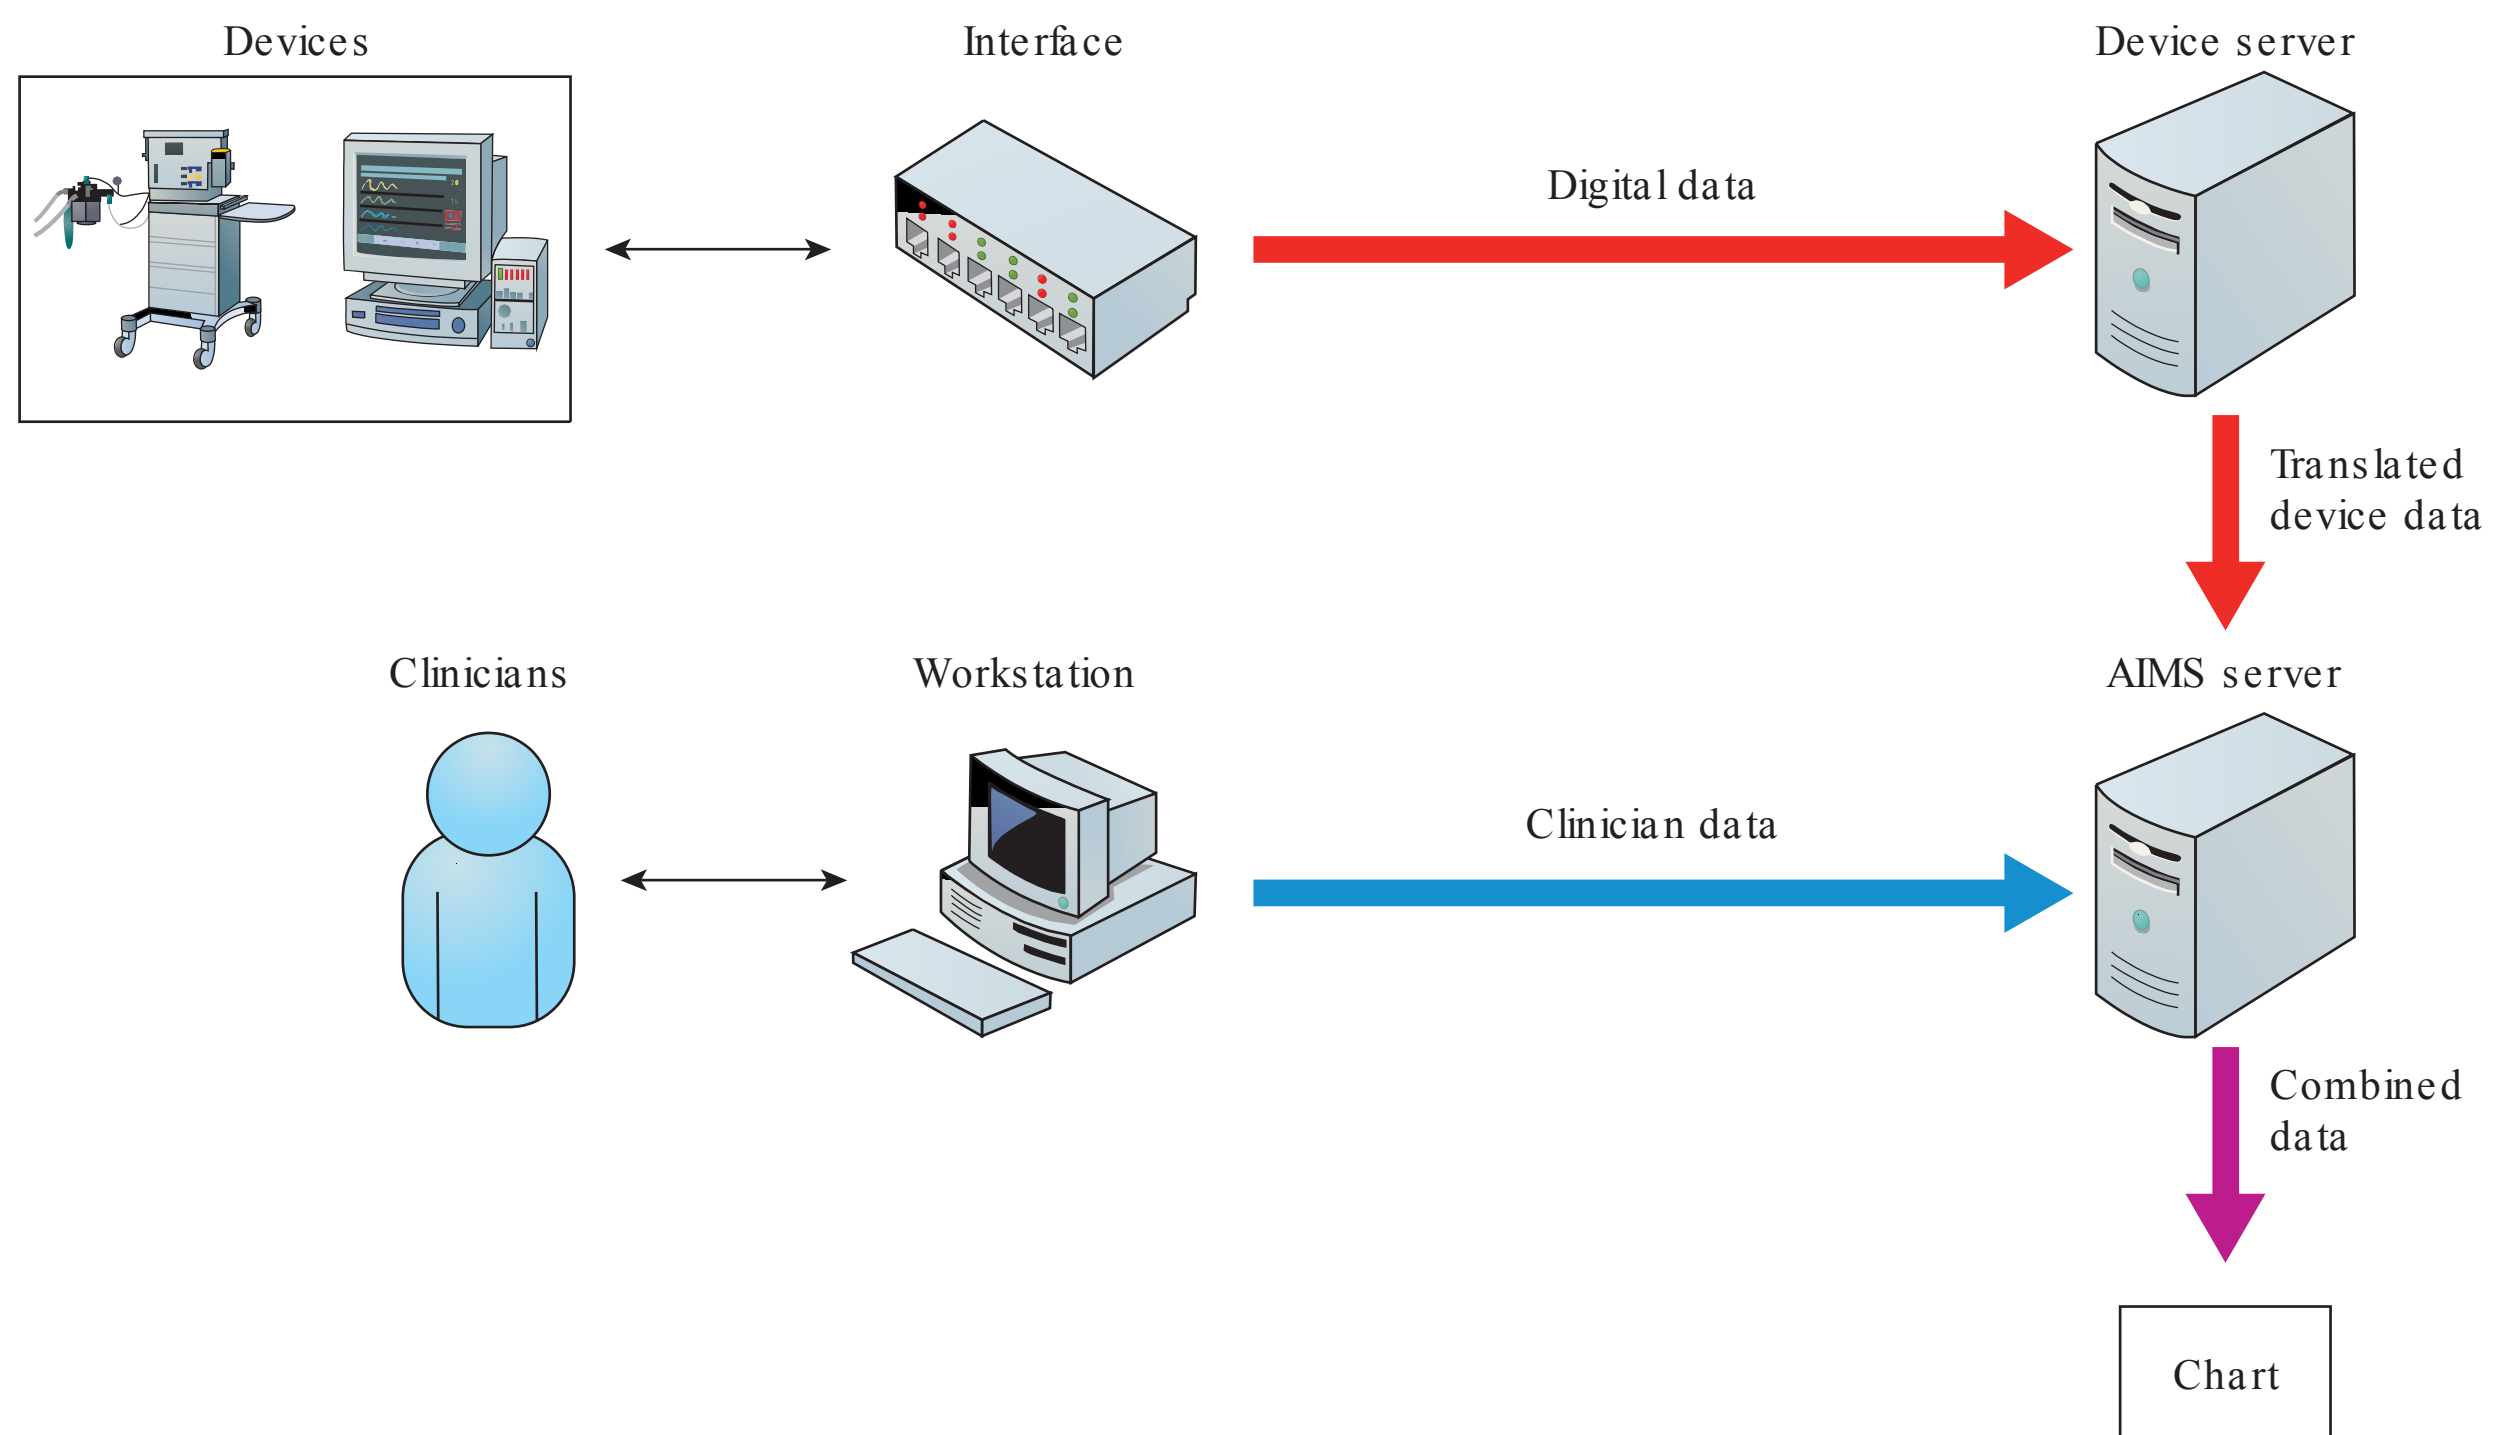 Devices
Interface
Device server
Digital data
Translated
device data
Clinicians
Workstation
AIMS server
Clinician data
Combined
data
Chart